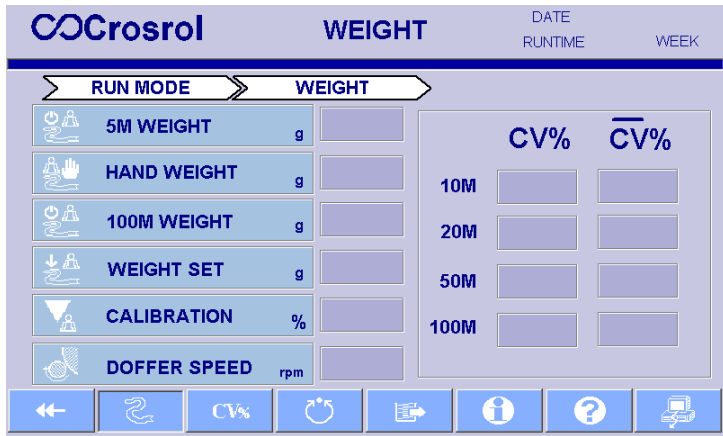 Crosrol
WEIGHT
DATE
RUNTIME
WEEK
RUN MODE
WEIGHT
5M WEIGHT g
HAND WEIGHT g
100M WEIGHT g
WEIGHT SET g
CALIBRATION %
DOFFER SPEED rpm
CV% C̅V̅%
10M
20M
50M
100M
CV%
i
?